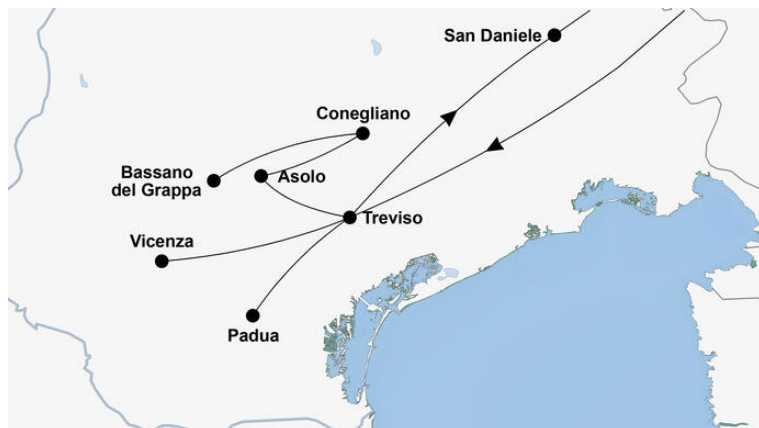 San Daniele
Conegliano
Bassano
del Grappa
Asolo
Treviso
Vicenza
Padua